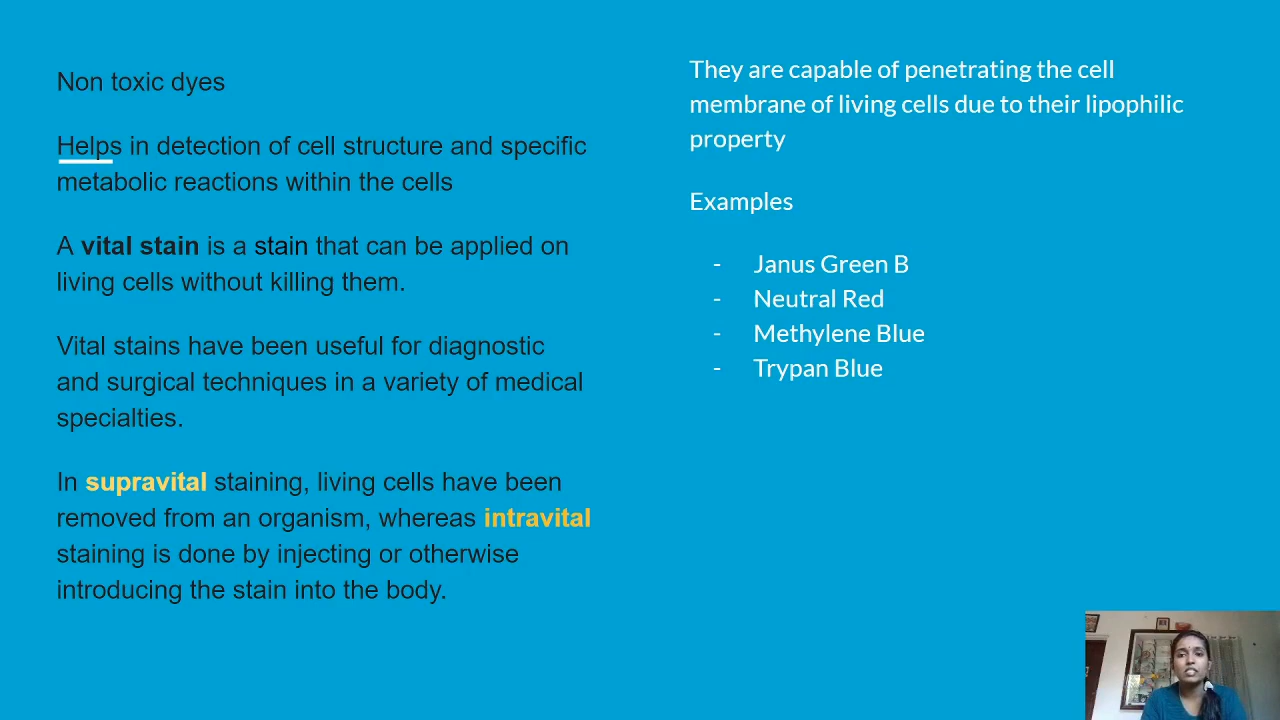 Non toxic dyes
Helps in detection of cell structure and specific
metabolic reactions within the cells
A vital stain is a stain that can be applied on
living cells without killing them.
Vital stains have been useful for diagnostic
and surgical techniques in a variety of medical
specialties.
In supravital staining, living cells have been
removed from an organism, whereas intravital
staining is done by injecting or otherwise
introducing the stain into the body.
They are capable of penetrating the cell
membrane of living cells due to their lipophilic
property
Examples
- Janus Green B
- Neutral Red
- Methylene Blue
- Trypan Blue